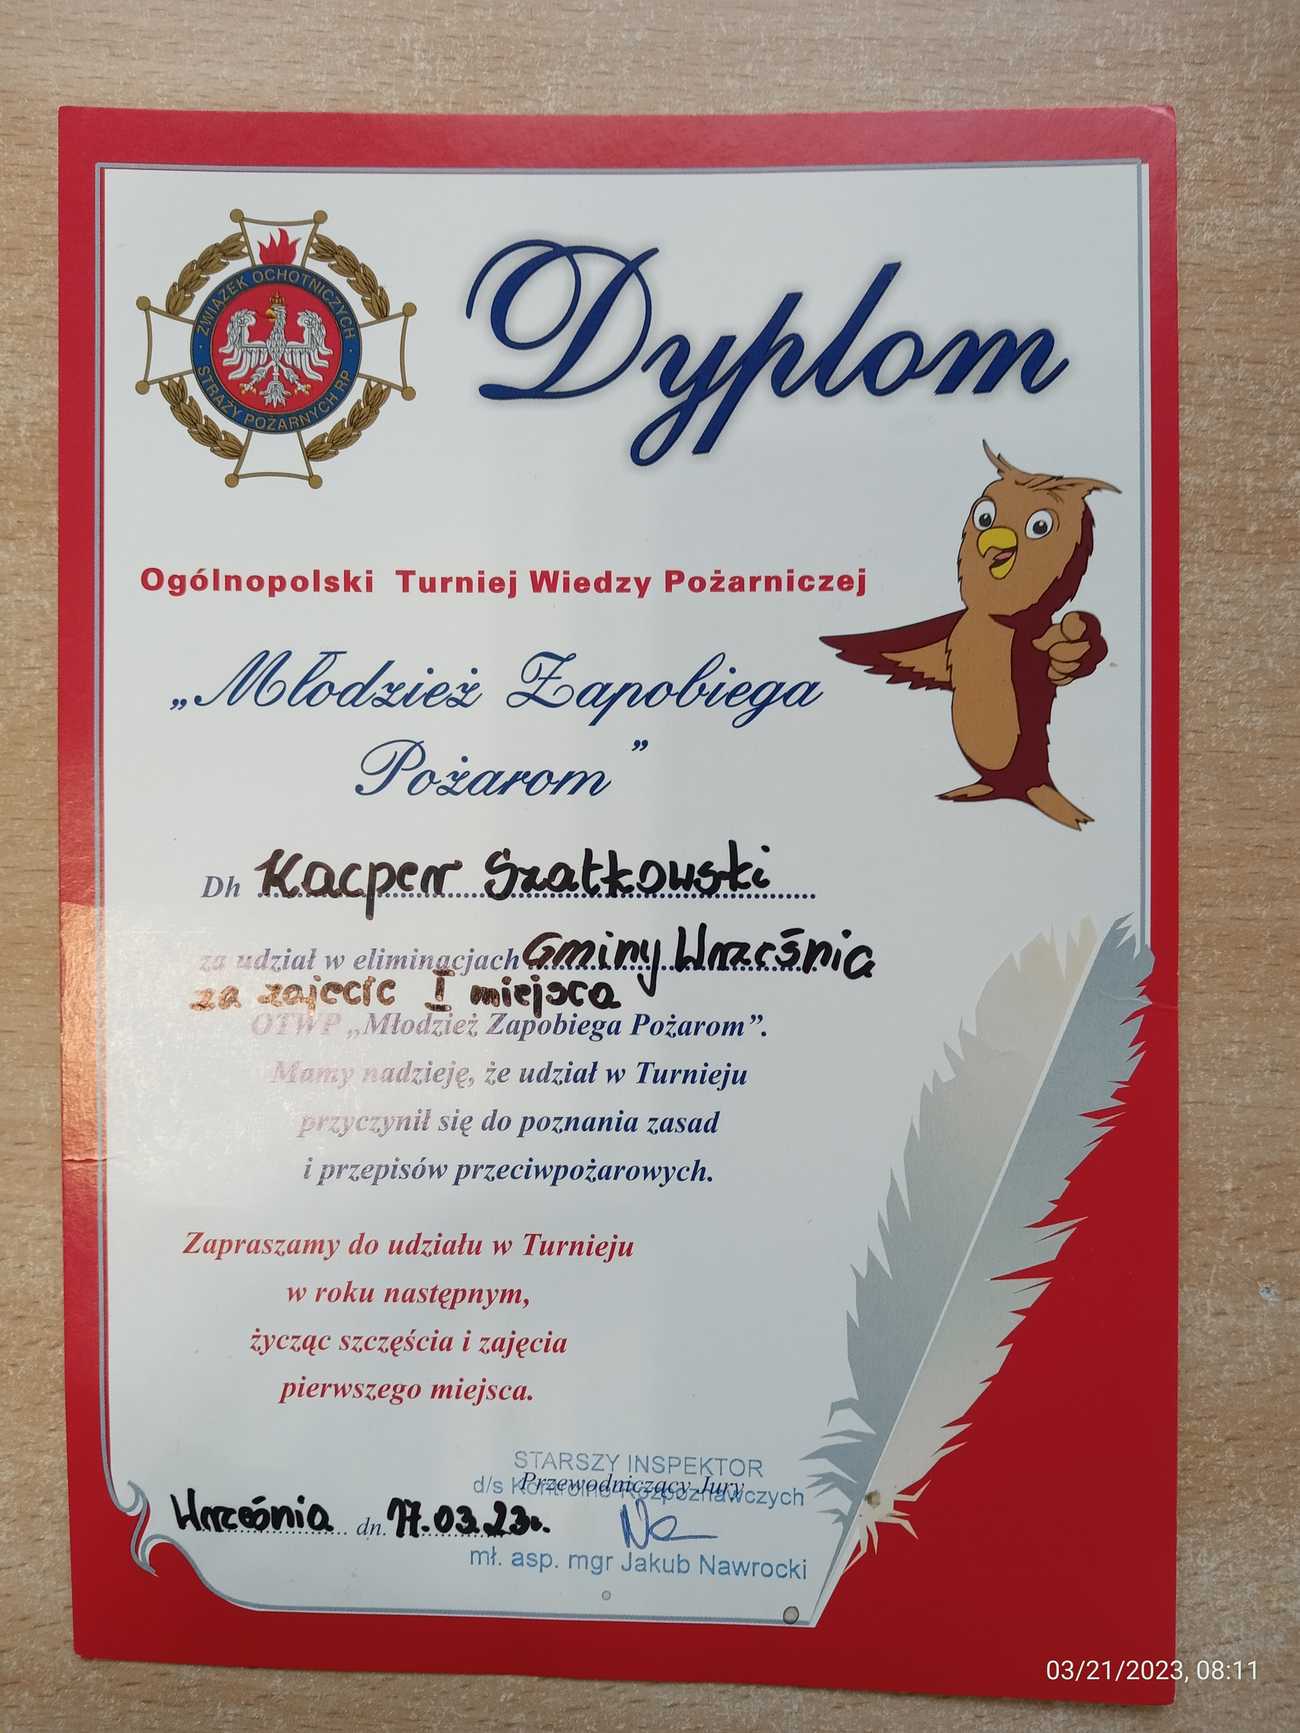 ZWIĄZEK OCHOTNICZYCH
STRAŻY POŻARNYCH RP
Dyplom
Ogólnopolski Turniej Wiedzy Pożarniczej
„Młodzież Zapobiega
Pożarom”
Dh Kacper Szatkowski
za udział w eliminacjach Gminy Września
za zajęcie I miejsca
OTWP „Młodzież Zapobiega Pożarom”.
Mamy nadzieję, że udział w Turnieju
przyczynił się do poznania zasad
i przepisów przeciwpożarowych.
Zapraszamy do udziału w Turnieju
w roku następnym,
życząc szczęścia i zajęcia
pierwszego miejsca.
STARSZY INSPEKTOR
Przewodniczący Jury
d/s Kontrolno-Rozpoznawczych
Września dn. 17.03.23r.
mł. asp. mgr Jakub Nawrocki
03/21/2023, 08:11